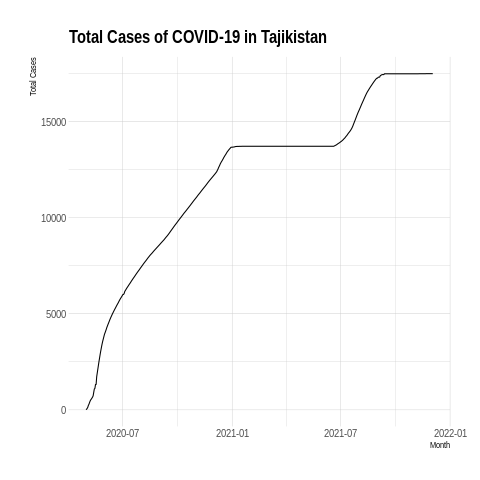 Total Cases of COVID-19 in Tajikistan
Total Cases
15000
10000
5000
0
2020-07
2021-01
2021-07
2022-01
Month